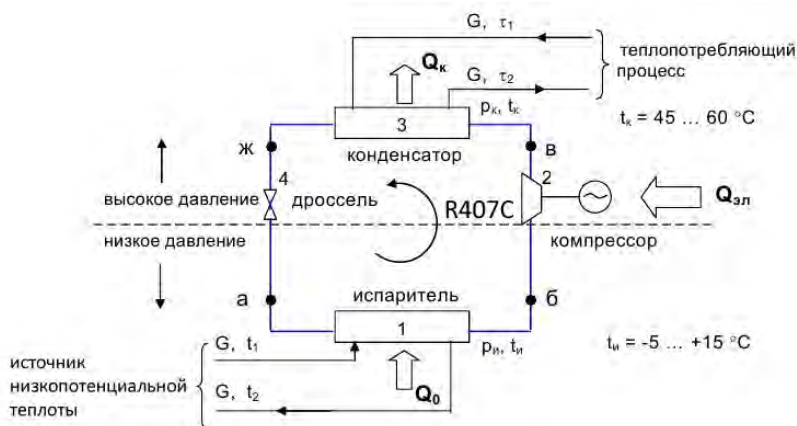 G, τ₁
теплопотребляющий
процесс
Qк
G, τ₂
pк, tк
tк = 45 ... 60 °C
3
ж
конденсатор
в
4
2
высокое давление
дроссель
R407C
Qэл
низкое давление
компрессор
а
испаритель
б
1
источник
низкопотенциальной
теплоты
G, t₁
pи, tи
tи = -5 ... +15 °C
G, t₂
Q₀